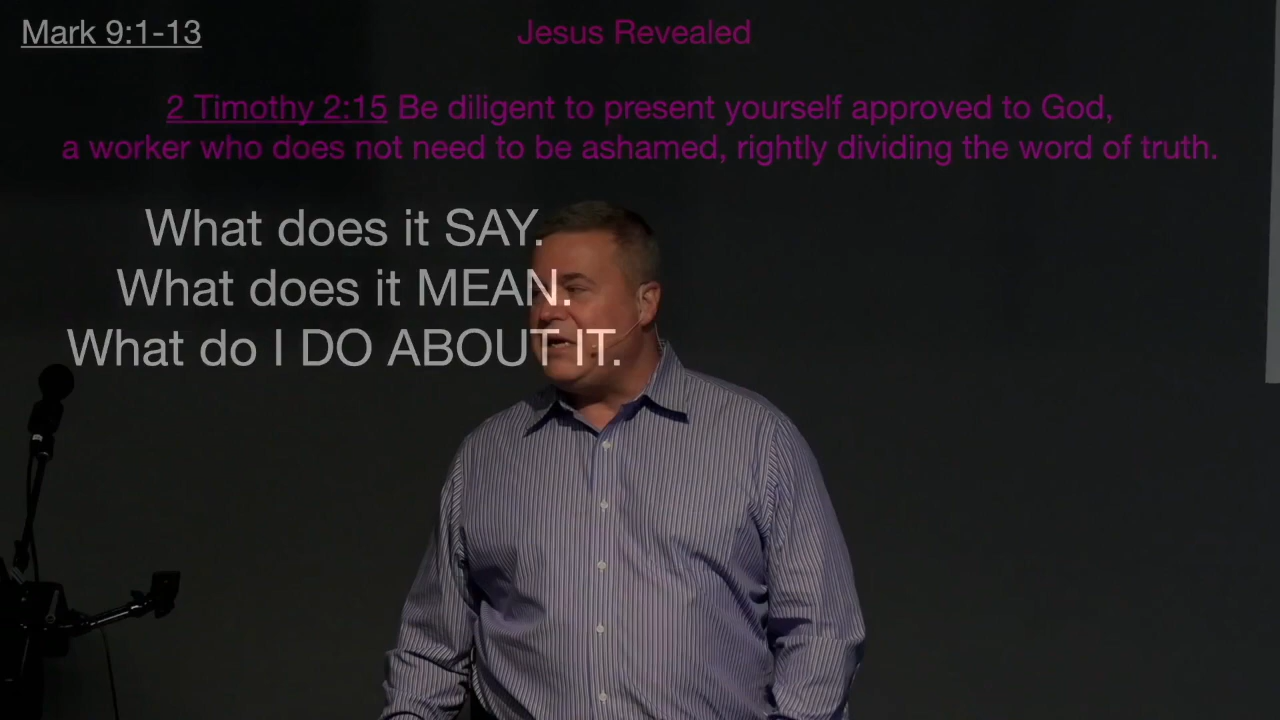 Mark 9:1-13
Jesus Revealed
2 Timothy 2:15 Be diligent to present yourself approved to God,
a worker who does not need to be ashamed, rightly dividing the word of truth.
What does it SAY.
What does it MEAN.
What do I DO ABOUT IT.